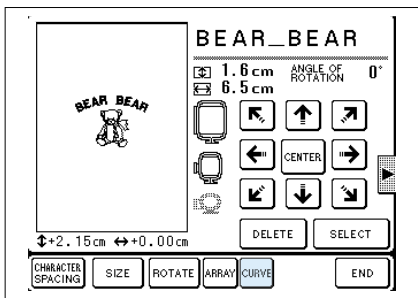 BEAR_BEAR
1.6cm ANGLE OF ROTATION 0°
6.5cm
BEAR BEAR
CENTER
DELETE SELECT
↕+2.15cm ↔+0.00cm
CHARACTER SPACING SIZE ROTATE ARRAY CURVE END